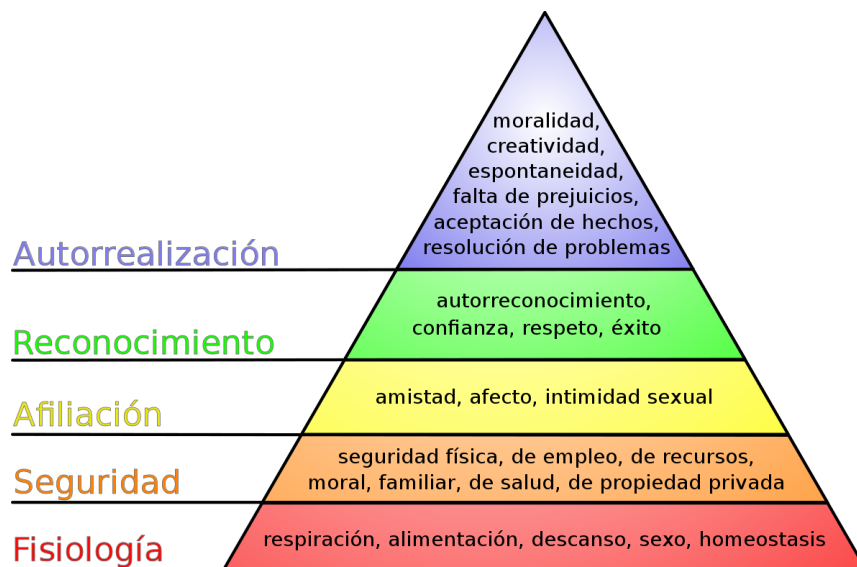 moralidad,
creatividad,
espontaneidad,
falta de prejuicios,
aceptación de hechos,
resolución de problemas
Autorrealización
autorreconocimiento,
confianza, respeto, éxito
Reconocimiento
amistad, afecto, intimidad sexual
Afiliación
seguridad física, de empleo, de recursos,
moral, familiar, de salud, de propiedad privada
Seguridad
respiración, alimentación, descanso, sexo, homeostasis
Fisiología